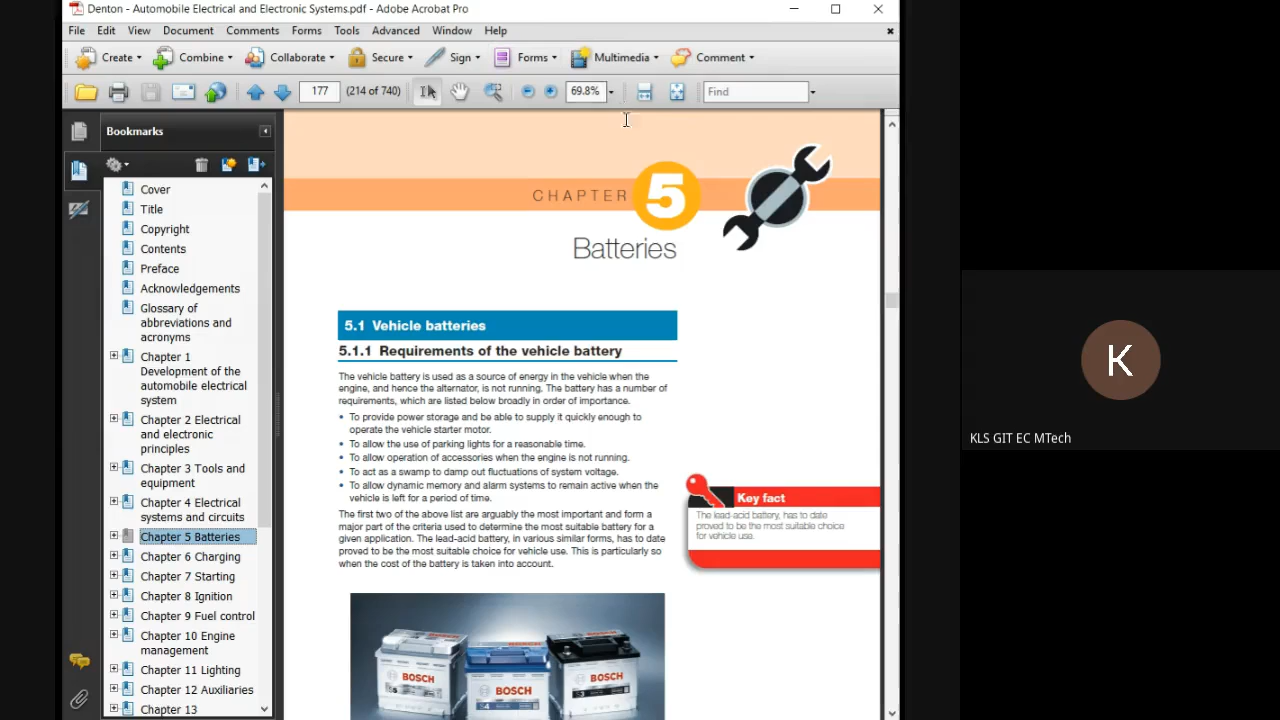 Denton - Automobile Electrical and Electronic Systems.pdf - Adobe Acrobat Pro
File Edit View Document Comments Forms Tools Advanced Window Help
Create Combine Collaborate Secure Sign Forms Multimedia Comment
177 (214 of 740) 69.8% Find
Bookmarks
Cover
Title
Copyright
Contents
Preface
Acknowledgements
Glossary of
abbreviations and
acronyms
Chapter 1
Development of the
automobile electrical
system
Chapter 2 Electrical
and electronic
principles
Chapter 3 Tools and
equipment
Chapter 4 Electrical
systems and circuits
Chapter 5 Batteries
Chapter 6 Charging
Chapter 7 Starting
Chapter 8 Ignition
Chapter 9 Fuel control
Chapter 10 Engine
management
Chapter 11 Lighting
Chapter 12 Auxiliaries
Chapter 13
CHAPTER 5
Batteries
5.1 Vehicle batteries
5.1.1 Requirements of the vehicle battery
The vehicle battery is used as a source of energy in the vehicle when the
engine, and hence the alternator, is not running. The battery has a number of
requirements, which are listed below broadly in order of importance.
• To provide power storage and be able to supply it quickly enough to
operate the vehicle starter motor.
• To allow the use of parking lights for a reasonable time.
• To allow operation of accessories when the engine is not running.
• To act as a swamp to damp out fluctuations of system voltage.
• To allow dynamic memory and alarm systems to remain active when the
vehicle is left for a period of time.
The first two of the above list are arguably the most important and form a
major part of the criteria used to determine the most suitable battery for a
given application. The lead-acid battery, in various similar forms, has to date
proved to be the most suitable choice for vehicle use. This is particularly so
when the cost of the battery is taken into account.
Key fact
The lead-acid battery, has to date
proved to be the most suitable choice
for vehicle use.
BOSCH
BOSCH
BOSCH
S5
S4
S3
K
KLS GIT EC MTech